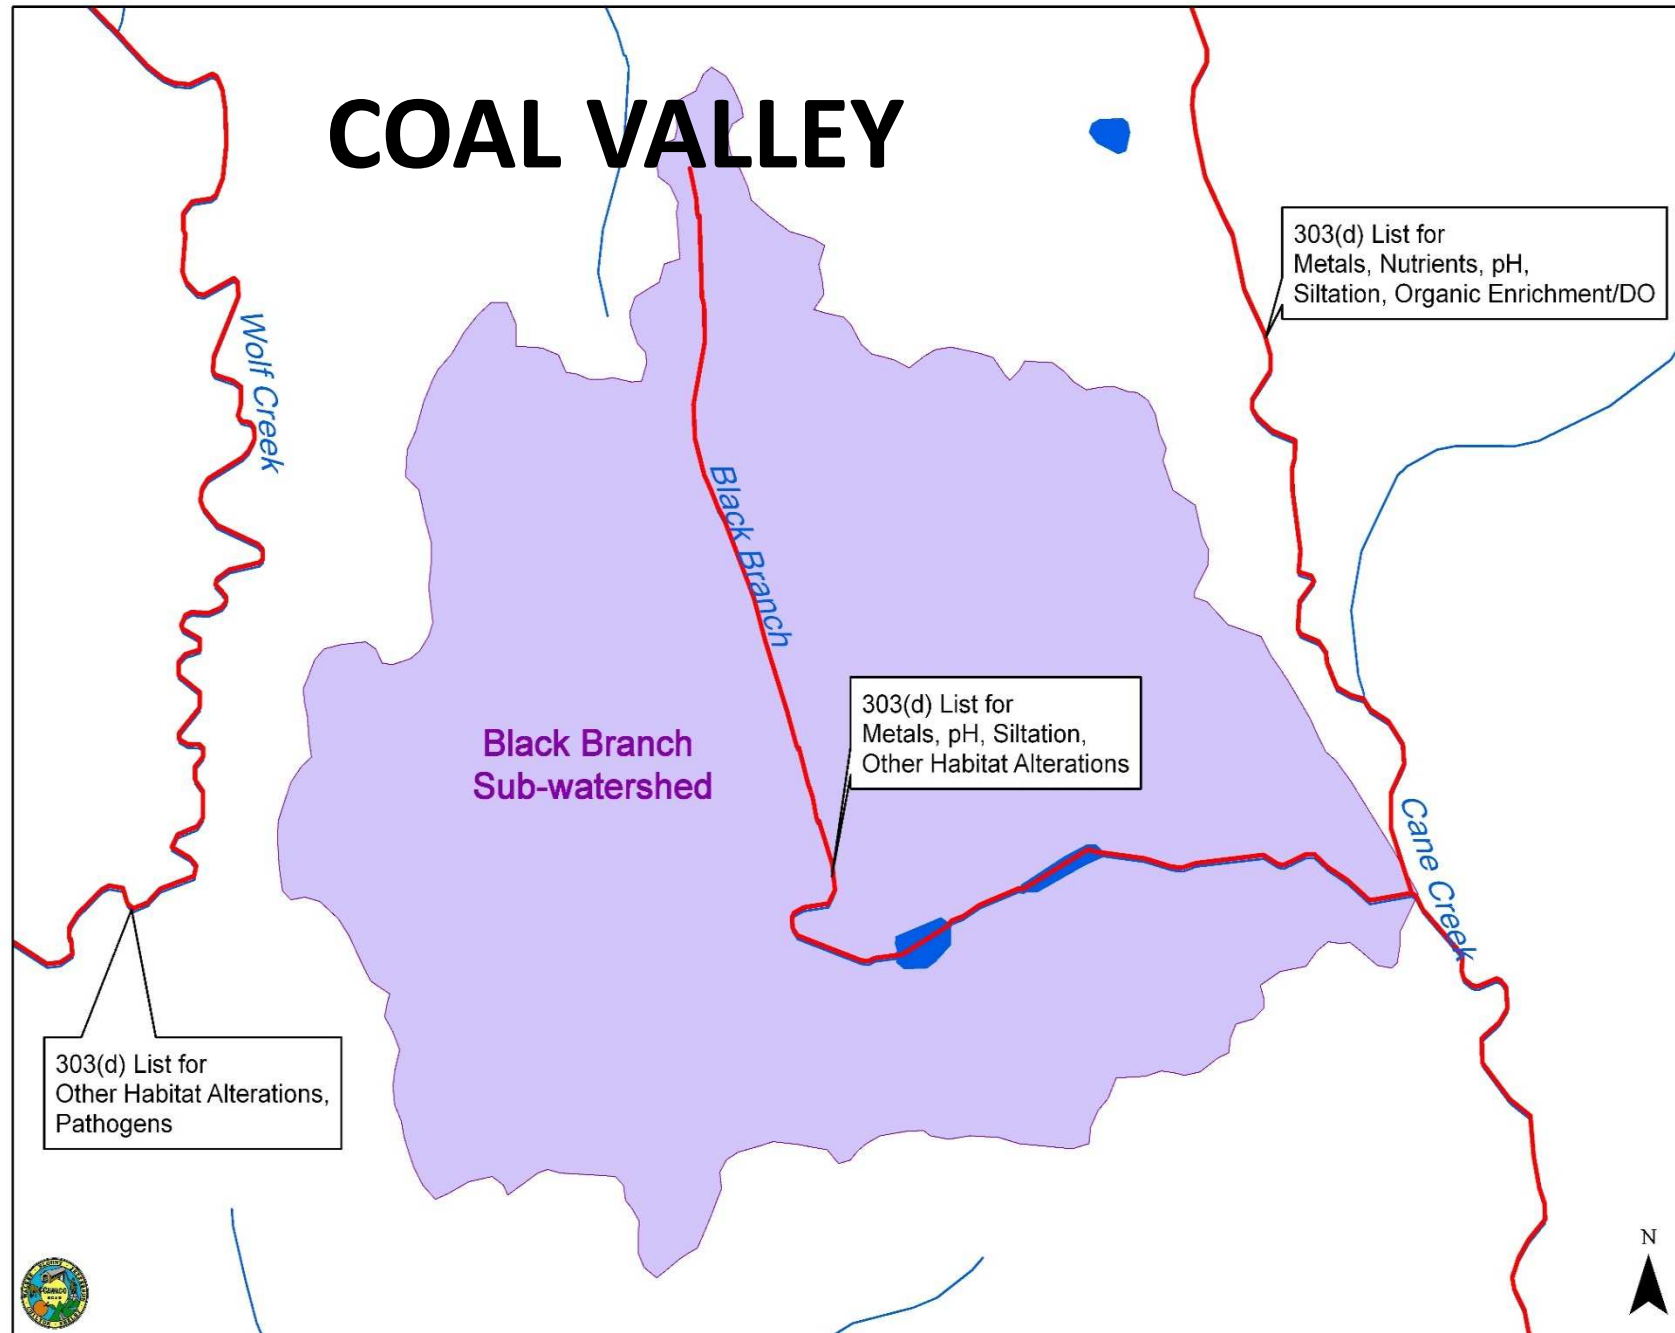 COAL VALLEY
303(d) List for
Metals, Nutrients, pH,
Siltation, Organic Enrichment/DO
Wolf Creek
Black Branch
303(d) List for
Metals, pH, Siltation,
Other Habitat Alterations
Black Branch
Sub-watershed
Cane Creek
303(d) List for
Other Habitat Alterations,
Pathogens
N